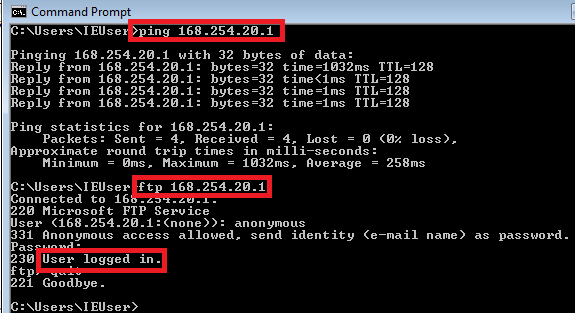 Command Prompt
C:\Users\IEUser>ping 168.254.20.1
Pinging 168.254.20.1 with 32 bytes of data:
Reply from 168.254.20.1: bytes=32 time=1032ms TTL=128
Reply from 168.254.20.1: bytes=32 time<1ms TTL=128
Reply from 168.254.20.1: bytes=32 time=1ms TTL=128
Reply from 168.254.20.1: bytes=32 time=1ms TTL=128
Ping statistics for 168.254.20.1:
Packets: Sent = 4, Received = 4, Lost = 0 (0% loss),
Approximate round trip times in milli-seconds:
Minimum = 0ms, Maximum = 1032ms, Average = 258ms
C:\Users\IEUser>ftp 168.254.20.1
Connected to 168.254.20.1.
220 Microsoft FTP Service
User (168.254.20.1:(none)): anonymous
331 Anonymous access allowed, send identity (e-mail name) as password.
Password:
230 User logged in.
ftp> quit
221 Goodbye.
C:\Users\IEUser>